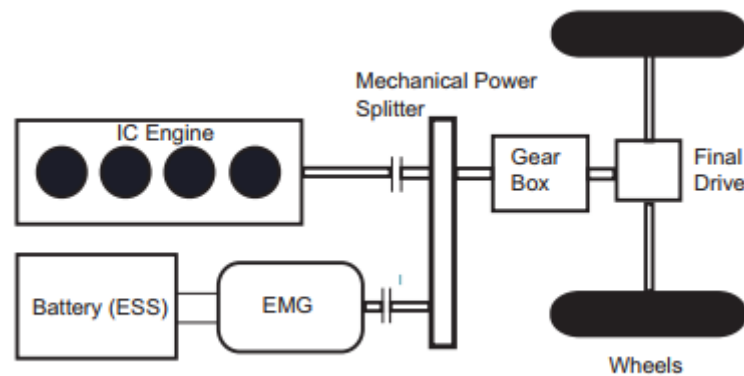 Mechanical Power
Splitter
IC Engine
Gear
Box
Final
Drive
Battery (ESS)
EMG
Wheels